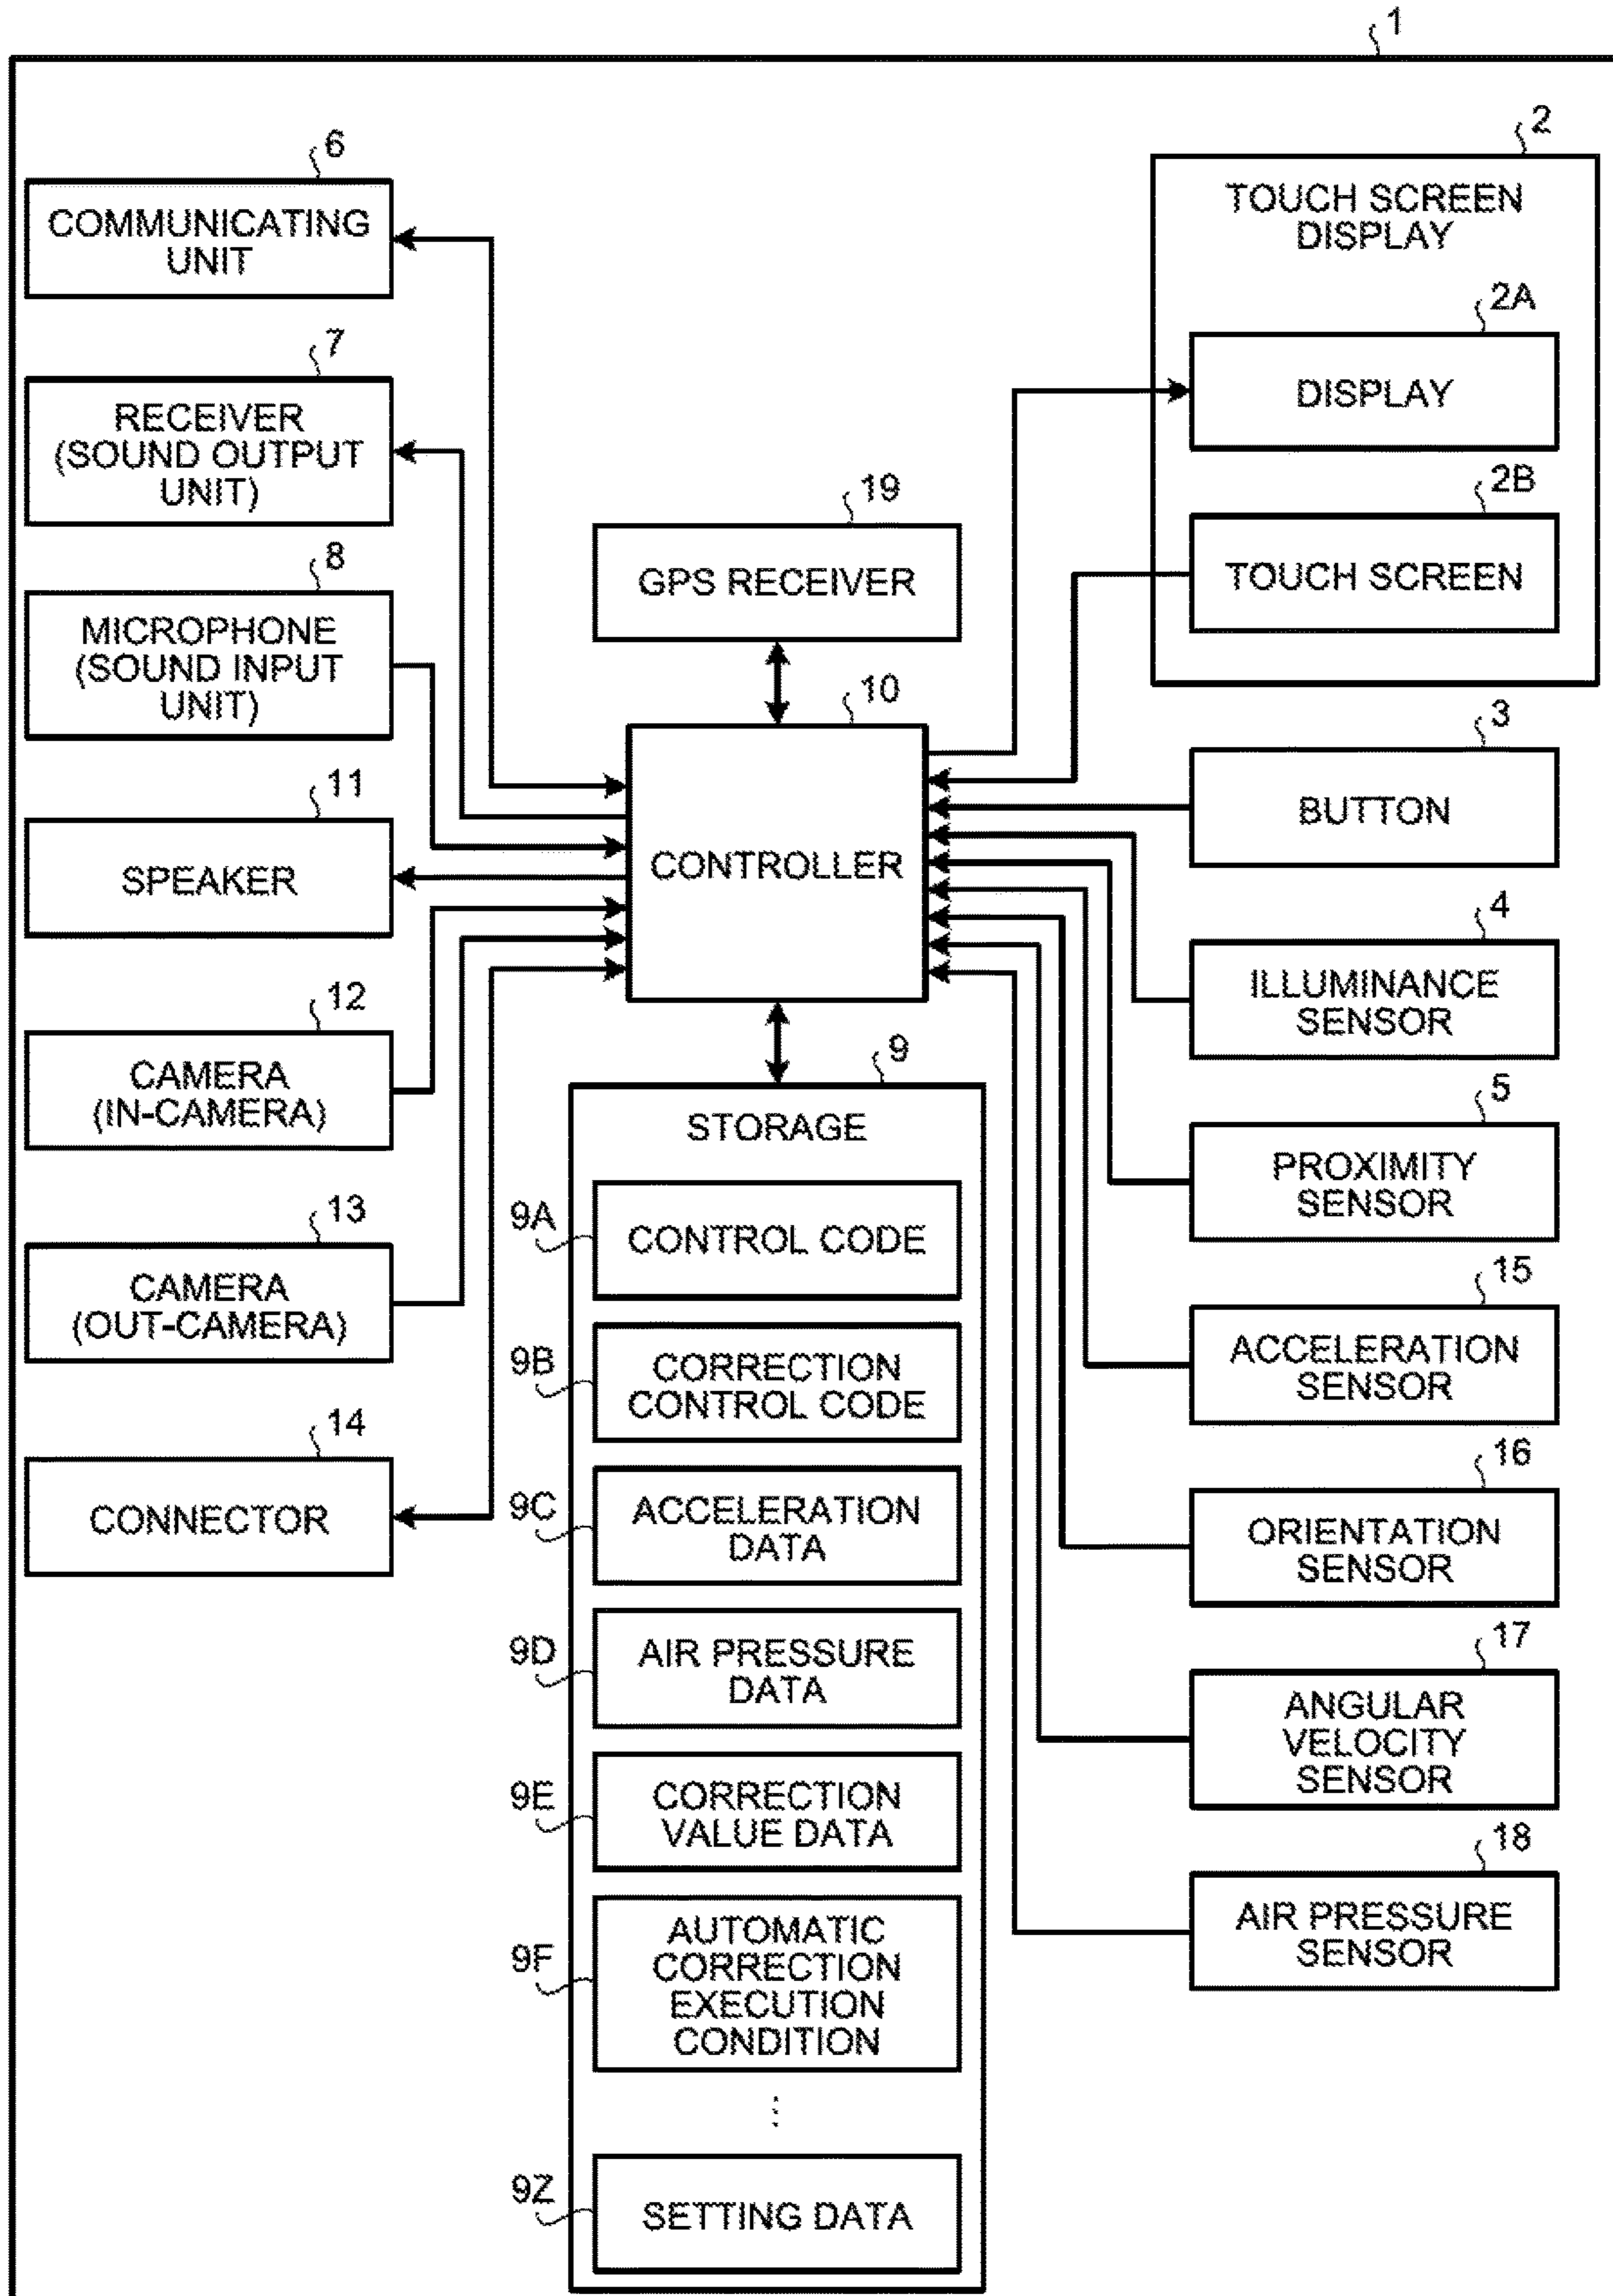 1
6
COMMUNICATING
UNIT
7
RECEIVER
(SOUND OUTPUT
UNIT)
8
MICROPHONE
(SOUND INPUT
UNIT)
11
SPEAKER
12
CAMERA
(IN-CAMERA)
13
CAMERA
(OUT-CAMERA)
14
CONNECTOR
19
GPS RECEIVER
10
CONTROLLER
9
STORAGE
9A
CONTROL CODE
9B
CORRECTION
CONTROL CODE
9C
ACCELERATION
DATA
9D
AIR PRESSURE
DATA
9E
CORRECTION
VALUE DATA
9F
AUTOMATIC
CORRECTION
EXECUTION
CONDITION
⋮
9Z
SETTING DATA
2
TOUCH SCREEN
DISPLAY
2A
DISPLAY
2B
TOUCH SCREEN
3
BUTTON
4
ILLUMINANCE
SENSOR
5
PROXIMITY
SENSOR
15
ACCELERATION
SENSOR
16
ORIENTATION
SENSOR
17
ANGULAR
VELOCITY
SENSOR
18
AIR PRESSURE
SENSOR